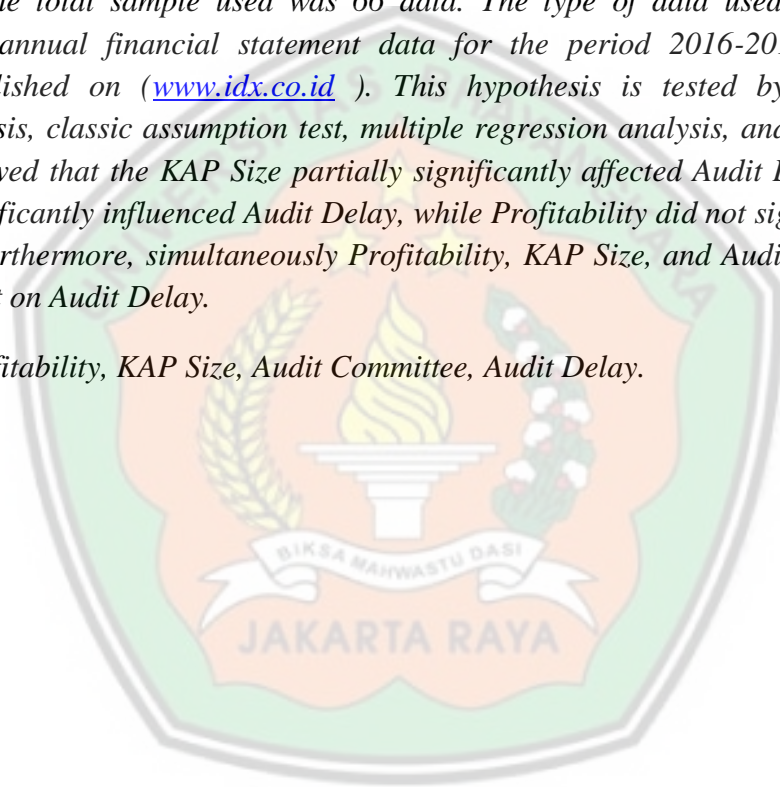 e total sample used was 66 data. The type of data used
annual financial statement data for the period 2016-201
lished on (www.idx.co.id ). This hypothesis is tested by
sis, classic assumption test, multiple regression analysis, and
ved that the KAP Size partially significantly affected Audit
ificantly influenced Audit Delay, while Profitability did not sig
rthermore, simultaneously Profitability, KAP Size, and Audi
t on Audit Delay.
fitability, KAP Size, Audit Committee, Audit Delay.
BIKSA MAHWASTU DASI
JAKARTA RAYA